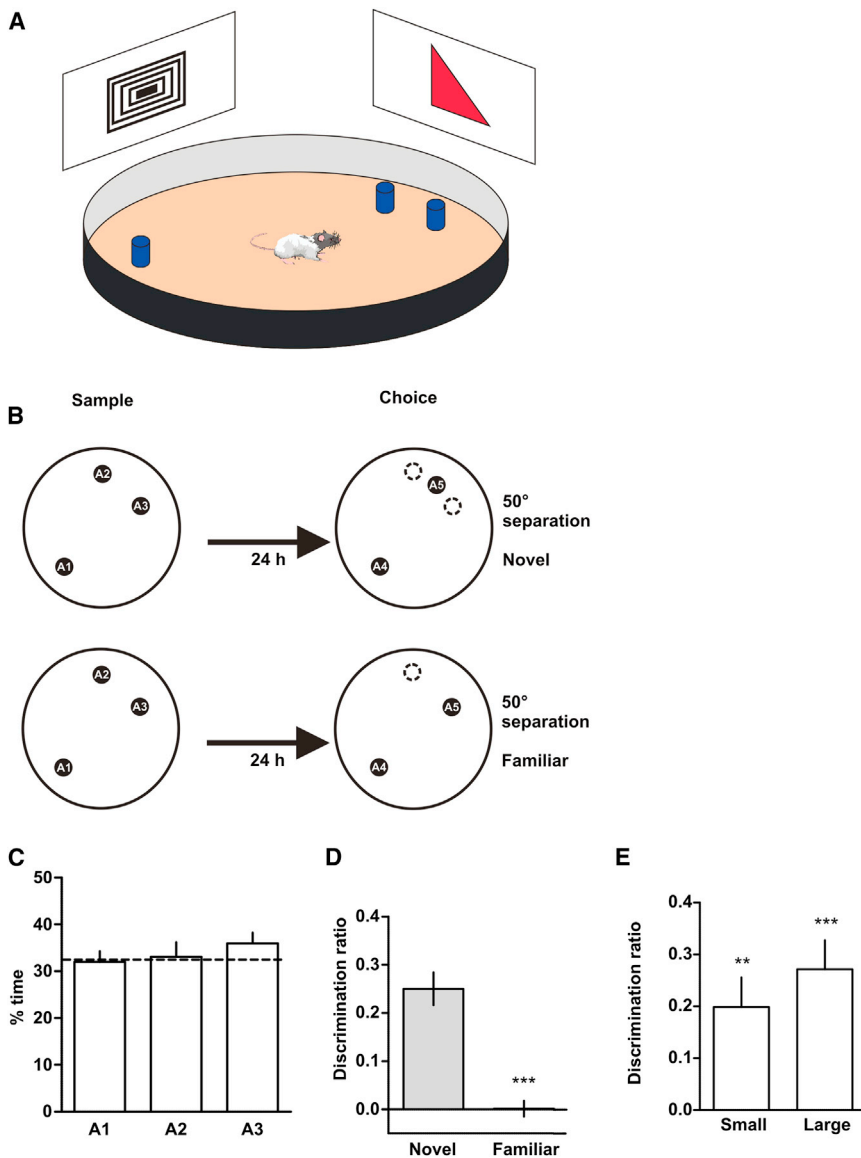 A
B
Sample
Choice
A2
A3
A1
24 h
A5
A4
50°
separation
Novel
A2
A3
A1
24 h
A5
A4
50°
separation
Familiar
C
% time
50
40
30
20
10
0
A1 A2 A3
D
Discrimination ratio
0.4
0.3
0.2
0.1
0.0
***
Novel Familiar
E
Discrimination ratio
0.4
0.3
0.2
0.1
0.0
**
***
Small Large